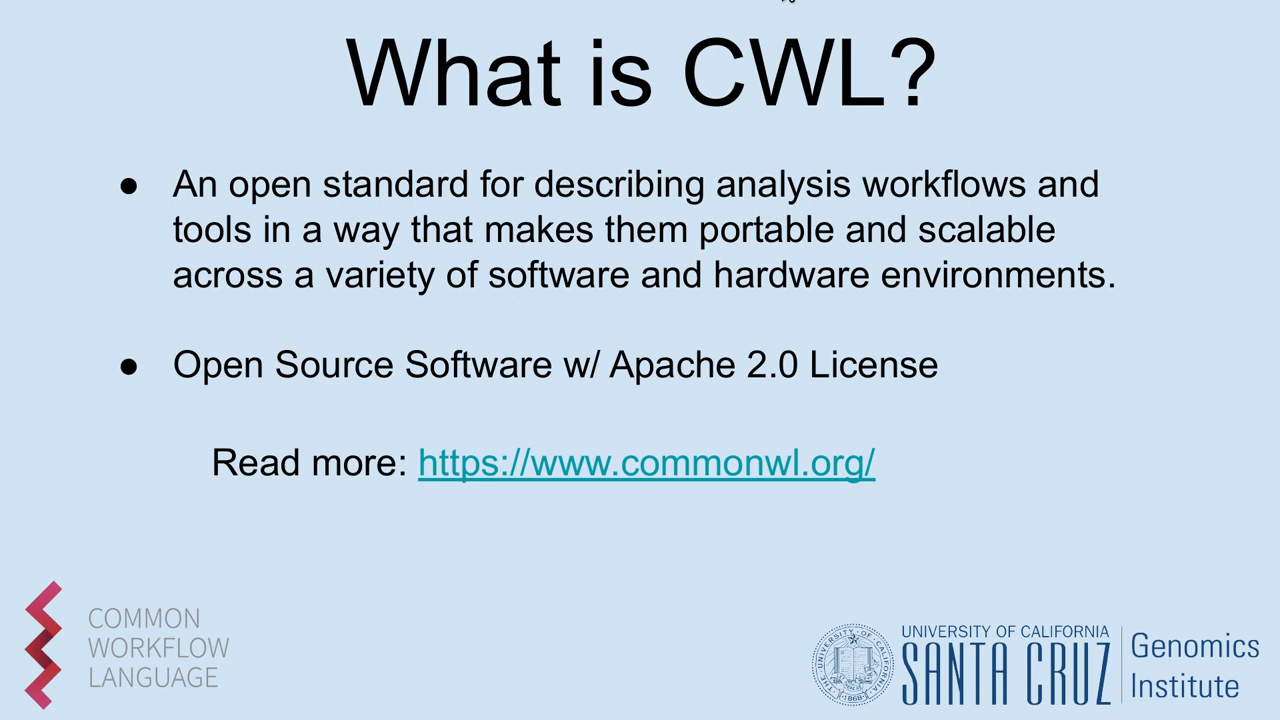 What is CWL?
● An open standard for describing analysis workflows and
tools in a way that makes them portable and scalable
across a variety of software and hardware environments.
● Open Source Software w/ Apache 2.0 License
Read more: https://www.commonwl.org/
COMMON
WORKFLOW
LANGUAGE
UNIVERSITY OF CALIFORNIA
SANTA CRUZ
Genomics
Institute